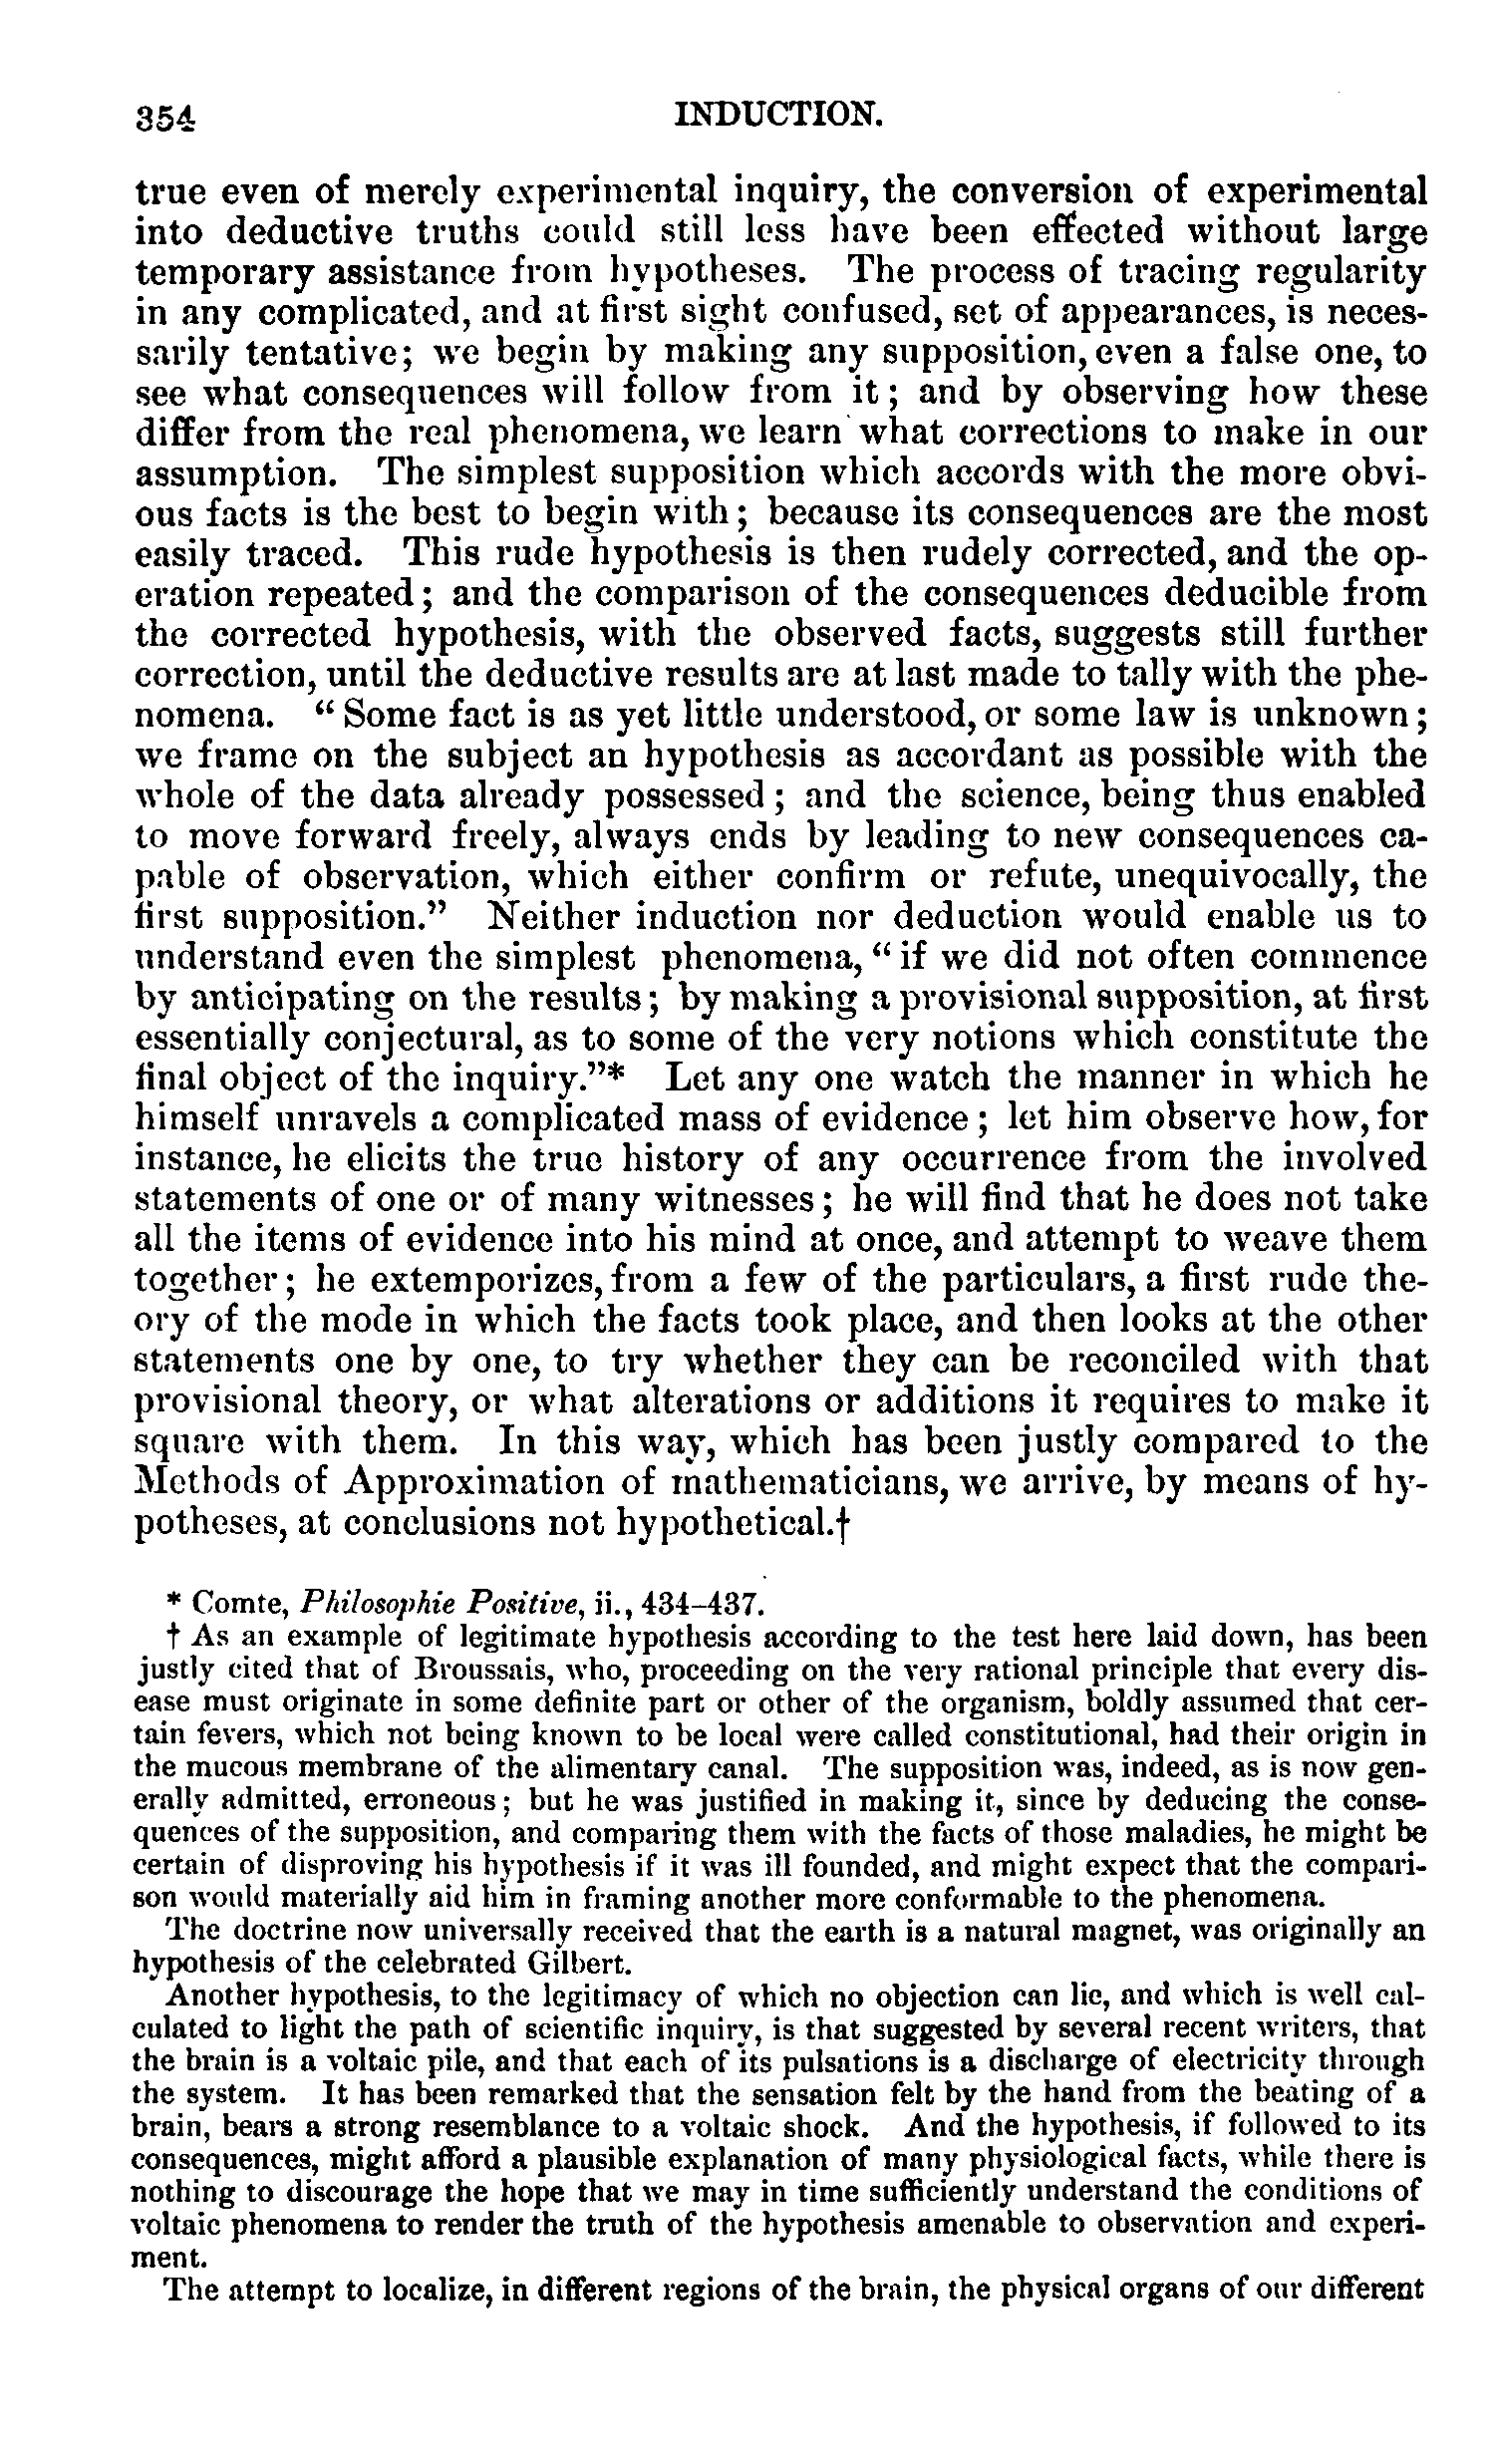 354 INDUCTION.
true even of merely experimental inquiry, the conversion of experimental
into deductive truths could still less have been effected without large
temporary assistance from hypotheses. The process of tracing regularity
in any complicated, and at first sight confused, set of appearances, is neces-
sarily tentative; we begin by making any supposition, even a false one, to
see what consequences will follow from it; and by observing how these
differ from the real phenomena, we learn what corrections to make in our
assumption. The simplest supposition which accords with the more obvi-
ous facts is the best to begin with; because its consequences are the most
easily traced. This rude hypothesis is then rudely corrected, and the op-
eration repeated; and the comparison of the consequences deducible from
the corrected hypothesis, with the observed facts, suggests still further
correction, until the deductive results are at last made to tally with the phe-
nomena. "Some fact is as yet little understood, or some law is unknown;
we frame on the subject an hypothesis as accordant as possible with the
whole of the data already possessed; and the science, being thus enabled
to move forward freely, always ends by leading to new consequences ca-
pable of observation, which either confirm or refute, unequivocally, the
first supposition." Neither induction nor deduction would enable us to
understand even the simplest phenomena, "if we did not often commence
by anticipating on the results; by making a provisional supposition, at first
essentially conjectural, as to some of the very notions which constitute the
final object of the inquiry."* Let any one watch the manner in which he
himself unravels a complicated mass of evidence; let him observe how, for
instance, he elicits the true history of any occurrence from the involved
statements of one or of many witnesses; he will find that he does not take
all the items of evidence into his mind at once, and attempt to weave them
together; he extemporizes, from a few of the particulars, a first rude the-
ory of the mode in which the facts took place, and then looks at the other
statements one by one, to try whether they can be reconciled with that
provisional theory, or what alterations or additions it requires to make it
square with them. In this way, which has been justly compared to the
Methods of Approximation of mathematicians, we arrive, by means of hy-
potheses, at conclusions not hypothetical.†
* Comte, Philosophie Positive, ii., 434–437.
† As an example of legitimate hypothesis according to the test here laid down, has been
justly cited that of Broussais, who, proceeding on the very rational principle that every dis-
ease must originate in some definite part or other of the organism, boldly assumed that cer-
tain fevers, which not being known to be local were called constitutional, had their origin in
the mucous membrane of the alimentary canal. The supposition was, indeed, as is now gen-
erally admitted, erroneous; but he was justified in making it, since by deducing the conse-
quences of the supposition, and comparing them with the facts of those maladies, he might be
certain of disproving his hypothesis if it was ill founded, and might expect that the compari-
son would materially aid him in framing another more conformable to the phenomena.
The doctrine now universally received that the earth is a natural magnet, was originally an
hypothesis of the celebrated Gilbert.
Another hypothesis, to the legitimacy of which no objection can lie, and which is well cal-
culated to light the path of scientific inquiry, is that suggested by several recent writers, that
the brain is a voltaic pile, and that each of its pulsations is a discharge of electricity through
the system. It has been remarked that the sensation felt by the hand from the beating of a
brain, bears a strong resemblance to a voltaic shock. And the hypothesis, if followed to its
consequences, might afford a plausible explanation of many physiological facts, while there is
nothing to discourage the hope that we may in time sufficiently understand the conditions of
voltaic phenomena to render the truth of the hypothesis amenable to observation and experi-
ment.
The attempt to localize, in different regions of the brain, the physical organs of our different